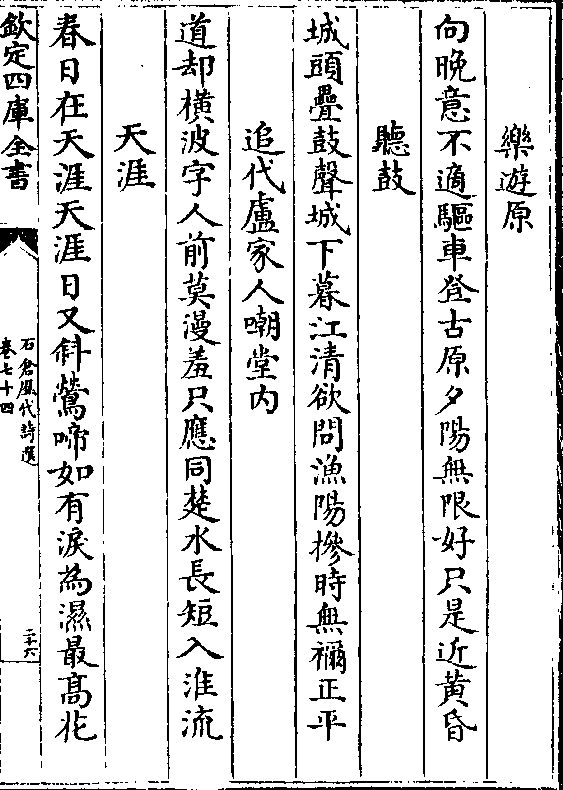 樂遊原
向晚意不適驅車登古原夕陽無限好只是近黃昏
聽鼓
城頭疊鼓聲城下暮江清欲問漁陽摻時無禰正平
追代盧家人嘲堂内
道却橫波字人前莫漫羞只應同楚水長短入淮流
天涯
春日在天涯天涯日又斜鶯啼如有淚為濕最髙花
欽定四庫全書
石倉歷代詩選
卷七十四
二十六